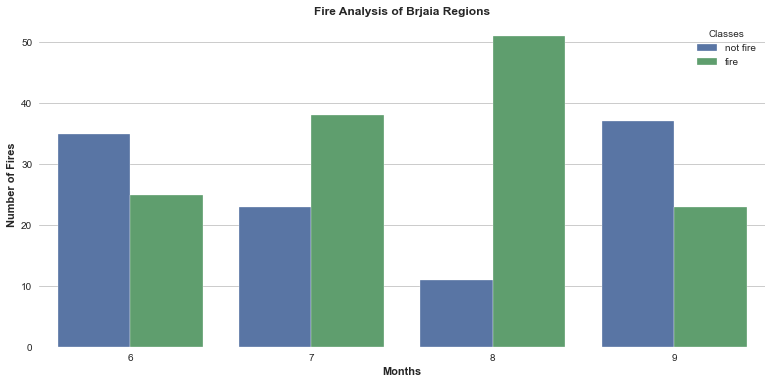 Fire Analysis of Brjaia Regions
Classes
not fire
fire
Number of Fires
50
40
30
20
10
0
6 7 8 9
Months